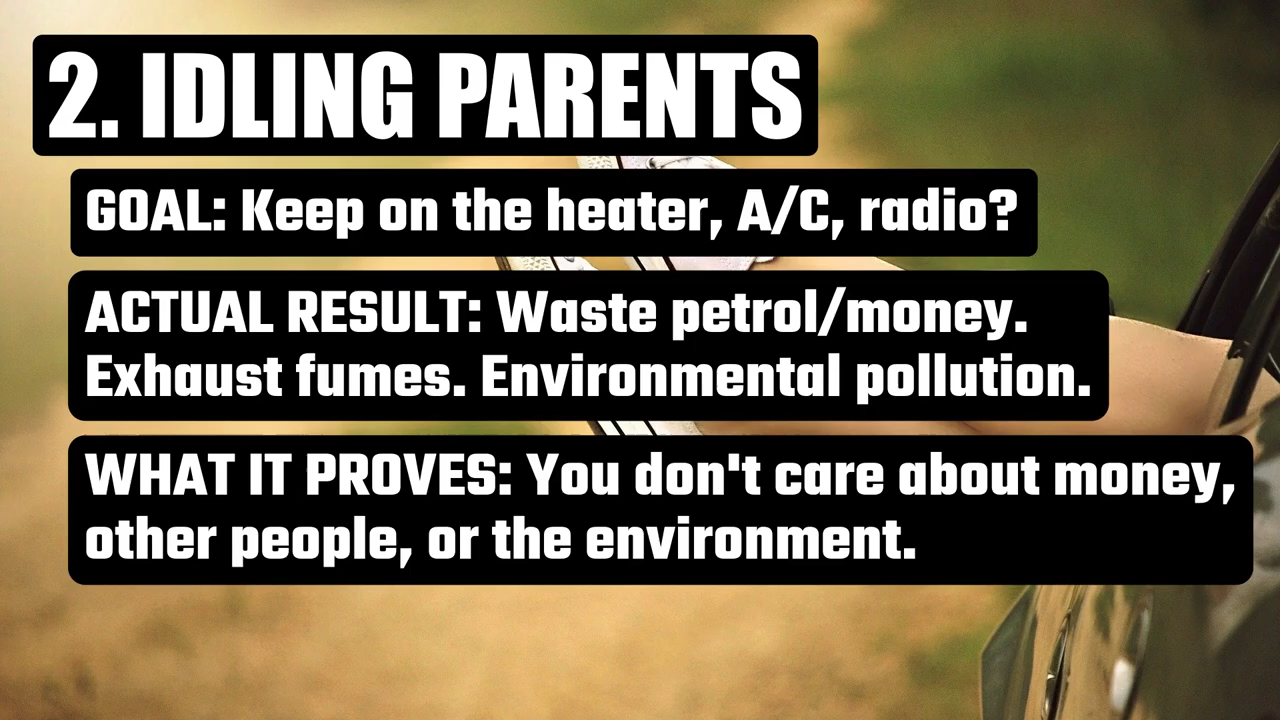 2. IDLING PARENTS
GOAL: Keep on the heater, A/C, radio?
ACTUAL RESULT: Waste petrol/money.
Exhaust fumes. Environmental pollution.
WHAT IT PROVES: You don't care about money,
other people, or the environment.